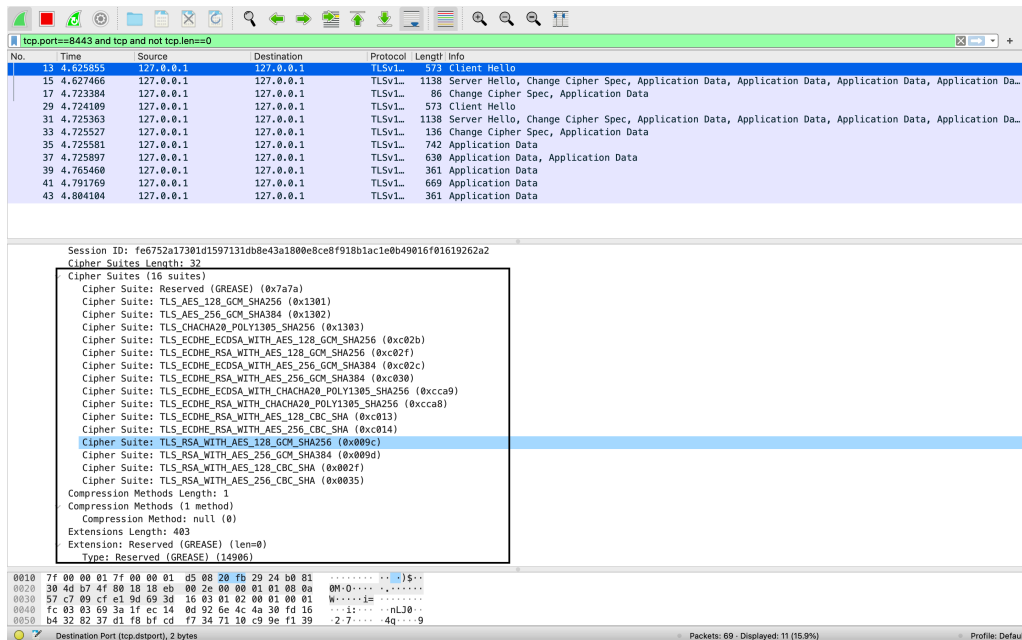 tcp.port==8443 and tcp and not tcp.len==0
No. Time Source Destination Protocol Length Info
13 4.625855 127.0.0.1 127.0.0.1 TLSv1… 573 Client Hello
15 4.627466 127.0.0.1 127.0.0.1 TLSv1… 1138 Server Hello, Change Cipher Spec, Application Data, Application Data, Application Data, Application Da…
17 4.723384 127.0.0.1 127.0.0.1 TLSv1… 86 Change Cipher Spec, Application Data
29 4.724109 127.0.0.1 127.0.0.1 TLSv1… 573 Client Hello
31 4.725363 127.0.0.1 127.0.0.1 TLSv1… 1138 Server Hello, Change Cipher Spec, Application Data, Application Data, Application Data, Application Da…
33 4.725527 127.0.0.1 127.0.0.1 TLSv1… 136 Change Cipher Spec, Application Data
35 4.725581 127.0.0.1 127.0.0.1 TLSv1… 742 Application Data
37 4.725897 127.0.0.1 127.0.0.1 TLSv1… 630 Application Data, Application Data
39 4.765460 127.0.0.1 127.0.0.1 TLSv1… 361 Application Data
41 4.791769 127.0.0.1 127.0.0.1 TLSv1… 669 Application Data
43 4.804104 127.0.0.1 127.0.0.1 TLSv1… 361 Application Data
Session ID: fe6752a17301d1597131db8e43a1800e8ce8f918b1ac1e0b49016f01619262a2
Cipher Suites Length: 32
Cipher Suites (16 suites)
Cipher Suite: Reserved (GREASE) (0x7a7a)
Cipher Suite: TLS_AES_128_GCM_SHA256 (0x1301)
Cipher Suite: TLS_AES_256_GCM_SHA384 (0x1302)
Cipher Suite: TLS_CHACHA20_POLY1305_SHA256 (0x1303)
Cipher Suite: TLS_ECDHE_ECDSA_WITH_AES_128_GCM_SHA256 (0xc02b)
Cipher Suite: TLS_ECDHE_RSA_WITH_AES_128_GCM_SHA256 (0xc02f)
Cipher Suite: TLS_ECDHE_ECDSA_WITH_AES_256_GCM_SHA384 (0xc02c)
Cipher Suite: TLS_ECDHE_RSA_WITH_AES_256_GCM_SHA384 (0xc030)
Cipher Suite: TLS_ECDHE_ECDSA_WITH_CHACHA20_POLY1305_SHA256 (0xcca9)
Cipher Suite: TLS_ECDHE_RSA_WITH_CHACHA20_POLY1305_SHA256 (0xcca8)
Cipher Suite: TLS_ECDHE_RSA_WITH_AES_128_CBC_SHA (0xc013)
Cipher Suite: TLS_ECDHE_RSA_WITH_AES_256_CBC_SHA (0xc014)
Cipher Suite: TLS_RSA_WITH_AES_128_GCM_SHA256 (0x009c)
Cipher Suite: TLS_RSA_WITH_AES_256_GCM_SHA384 (0x009d)
Cipher Suite: TLS_RSA_WITH_AES_128_CBC_SHA (0x002f)
Cipher Suite: TLS_RSA_WITH_AES_256_CBC_SHA (0x0035)
Compression Methods Length: 1
Compression Methods (1 method)
Compression Method: null (0)
Extensions Length: 403
Extension: Reserved (GREASE) (len=0)
Type: Reserved (GREASE) (14906)
0010 7f 00 00 01 7f 00 00 01 d5 08 20 fb 29 24 b0 81 ········ ·· ·)$··
0020 30 4d b7 4f 80 18 18 eb 00 2e 00 00 01 01 08 0a 0M·O···· ·.······
0030 57 c7 09 cf e1 9d 69 3d 16 03 01 02 00 01 00 01 W·····i= ········
0040 fc 03 03 69 3a 1f ec 14 0d 92 6e 4c 4a 30 fd 16 ···i:··· ··nLJ0··
0050 b4 32 82 37 d1 f8 bf cd f7 34 71 10 c9 9e f1 39 ·2·7···· ·4q····9
Destination Port (tcp.dstport), 2 bytes
Packets: 69 · Displayed: 11 (15.9%)
Profile: Defau